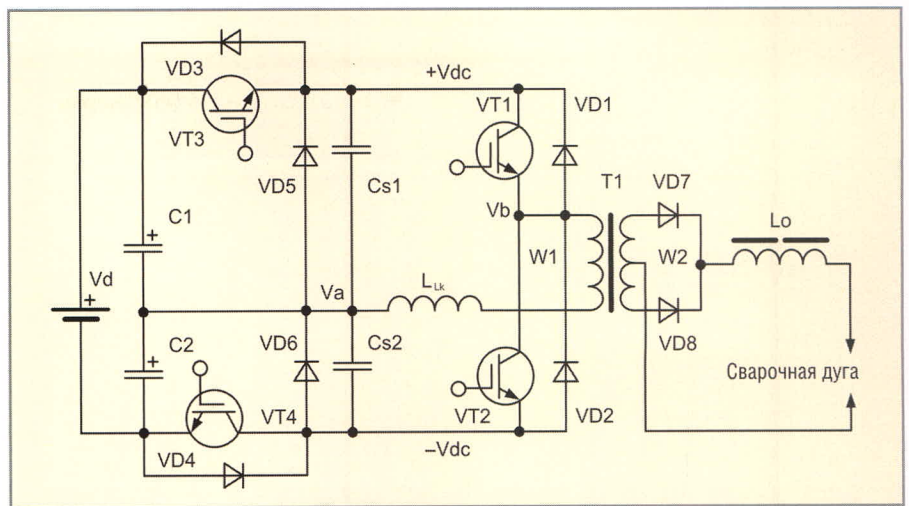 VD3
+Vdc
VT3
VT1
VD1
VD5
Cs1
T1
VD7
C1
Vb
Lo
Vd
+
+
W1
W2
Va
L Lk
VD6
Cs2
VD8
C2
+
Сварочная дуга
VT4
VT2
VD2
VD4
–Vdc